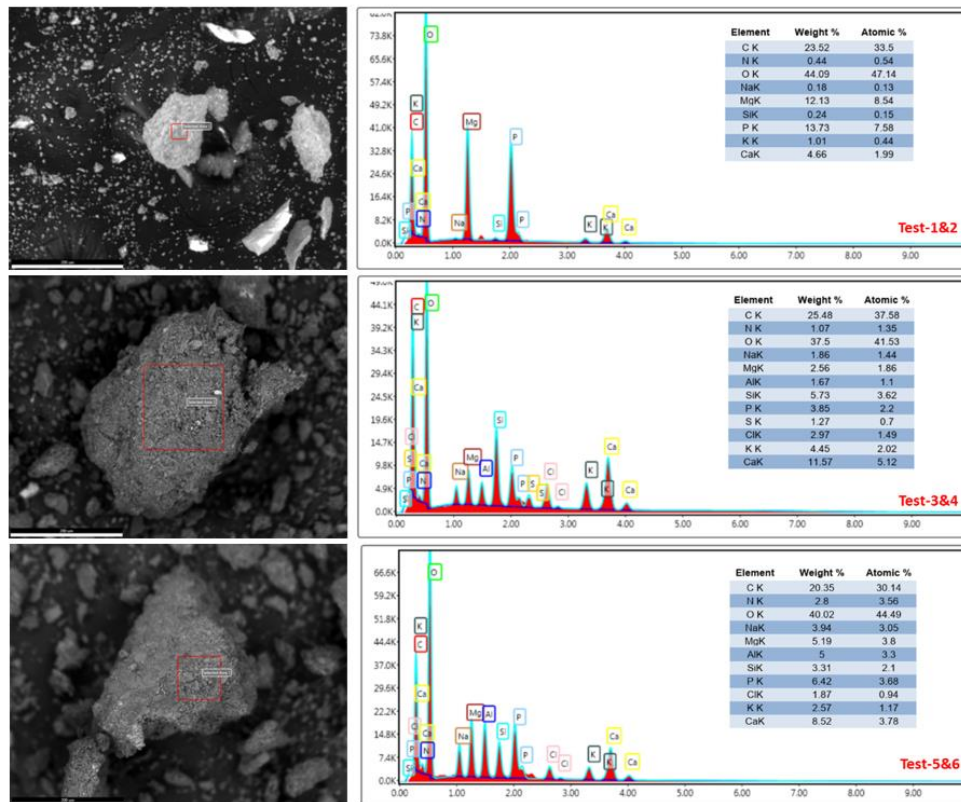 73.8K
65.6K
57.4K
49.2K
41.0K
32.8K
24.6K
16.4K
8.2K
0.0K
O
K
C
Mg
P
Ca
Ca
P
N
Si
Na
Si
P
K
K
Ca
Ca
0.00 1.00 2.00 3.00 4.00 5.00 6.00 7.00 8.00 9.00
Element Weight % Atomic %
C K 23.52 33.5
N K 0.44 0.54
O K 44.09 47.14
NaK 0.18 0.13
MgK 12.13 8.54
SiK 0.24 0.15
P K 13.73 7.58
K K 1.01 0.44
CaK 4.66 1.99
Test-1&2
44.1K
39.2K
34.3K
29.4K
24.5K
19.6K
14.7K
9.8K
4.9K
0.0K
C
O
K
Ca
Cl
S
Ca
P
N
Si
Na
Mg
Al
Si
P
P
S
S
Cl
Cl
K
K
Ca
Ca
0.00 1.00 2.00 3.00 4.00 5.00 6.00 7.00 8.00 9.00
Element Weight % Atomic %
C K 25.48 37.58
N K 1.07 1.35
O K 37.5 41.53
NaK 1.86 1.44
MgK 2.56 1.86
AlK 1.67 1.1
SiK 5.73 3.62
P K 3.85 2.2
S K 1.27 0.7
ClK 2.97 1.49
K K 4.45 2.02
CaK 11.57 5.12
Test-3&4
66.6K
59.2K
51.8K
44.4K
37.0K
29.6K
22.2K
14.8K
7.4K
0.0K
O
K
C
Ca
Cl
Ca
P
N
Si
Na
Mg
Al
Si
P
P
Cl
Cl
K
K
Ca
Ca
0.00 1.00 2.00 3.00 4.00 5.00 6.00 7.00 8.00 9.00
Element Weight % Atomic %
C K 20.35 30.14
N K 2.8 3.56
O K 40.02 44.49
NaK 3.94 3.05
MgK 5.19 3.8
AlK 5 3.3
SiK 3.31 2.1
P K 6.42 3.68
ClK 1.87 0.94
K K 2.57 1.17
CaK 8.52 3.78
Test-5&6